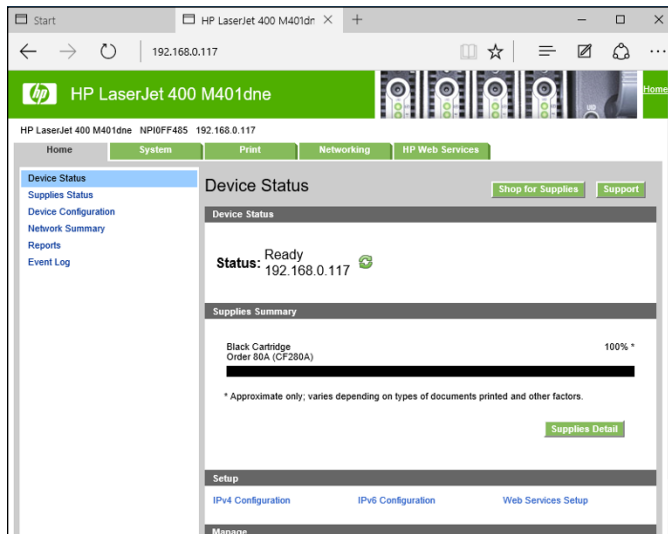 Start
HP LaserJet 400 M401dn
192.168.0.117
hp HP LaserJet 400 M401dne
Home
HP LaserJet 400 M401dne NPI0FF485 192.168.0.117
Home System Print Networking HP Web Services
Device Status
Supplies Status
Device Configuration
Network Summary
Reports
Event Log
Device Status
Shop for Supplies Support
Device Status
Status: Ready
192.168.0.117
Supplies Summary
Black Cartridge 100% *
Order 80A (CF280A)
* Approximate only; varies depending on types of documents printed and other factors.
Supplies Detail
Setup
IPv4 Configuration IPv6 Configuration Web Services Setup
Manage